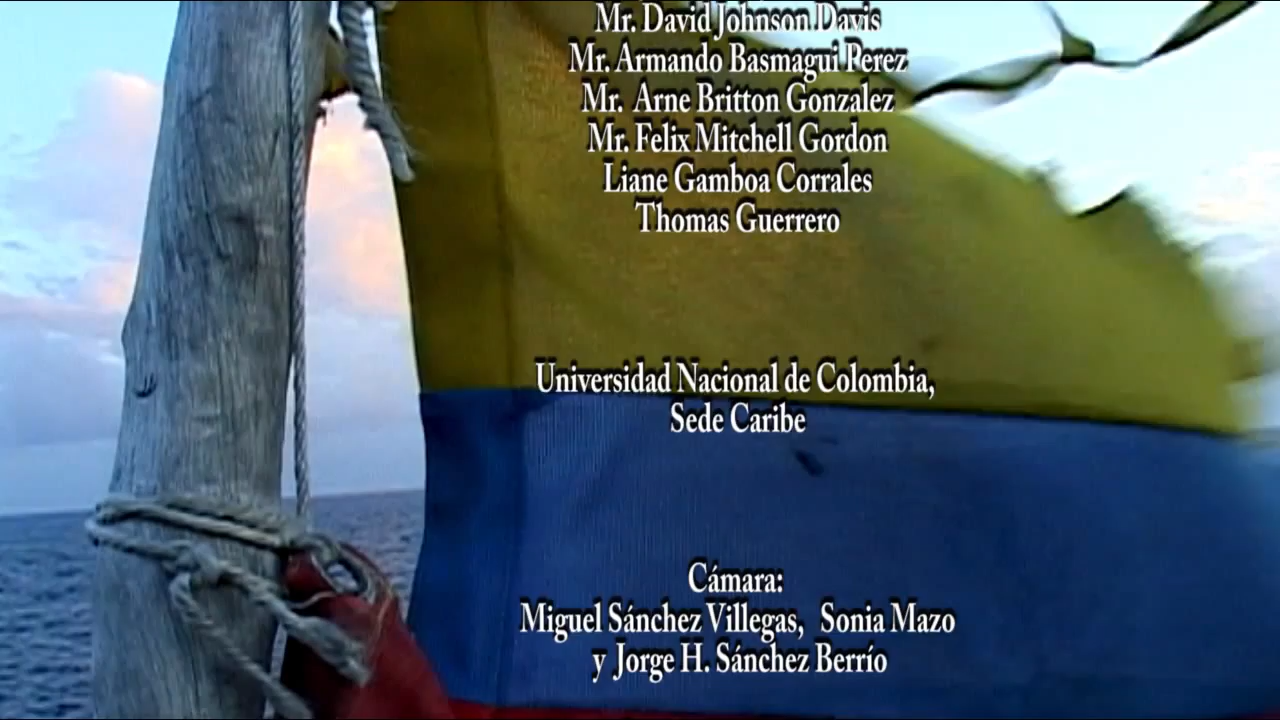 Mr. David Johnson Davis
Mr. Armando Basmagui Perez
Mr. Arne Britton Gonzalez
Mr. Felix Mitchell Gordon
Liane Gamboa Corrales
Thomas Guerrero
Universidad Nacional de Colombia,
Sede Caribe
Cámara:
Miguel Sánchez Villegas, Sonia Mazo
y Jorge H. Sánchez Berrío